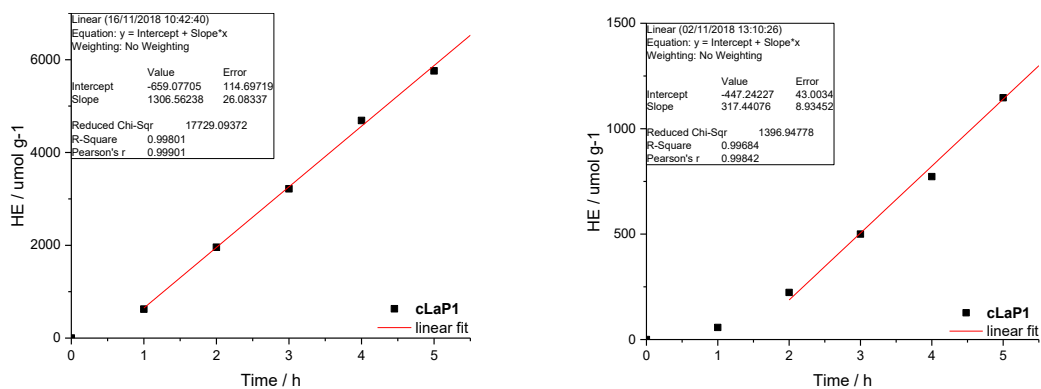 Linear (16/11/2018 10:42:40)
Equation: y = Intercept + Slope*x
Weighting: No Weighting
Value Error
Intercept -659.07705 114.69719
Slope 1306.56238 26.08337
Reduced Chi-Sqr 17729.09372
R-Square 0.99801
Pearson's r 0.99901
HE / umol g-1
6000
4000
2000
0
0 1 2 3 4 5
Time / h
cLaP1
linear fit
Linear (02/11/2018 13:10:26)
Equation: y = Intercept + Slope*x
Weighting: No Weighting
Value Error
Intercept -447.24227 43.0034
Slope 317.44076 8.93452
Reduced Chi-Sqr 1396.94778
R-Square 0.99684
Pearson's r 0.99842
HE / umol g-1
1500
1000
500
0
0 1 2 3 4 5
Time / h
cLaP1
linear fit